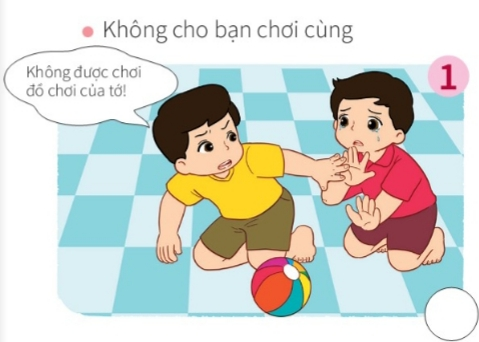 Không cho bạn chơi cùng
Không được chơi
đồ chơi của tớ!
1